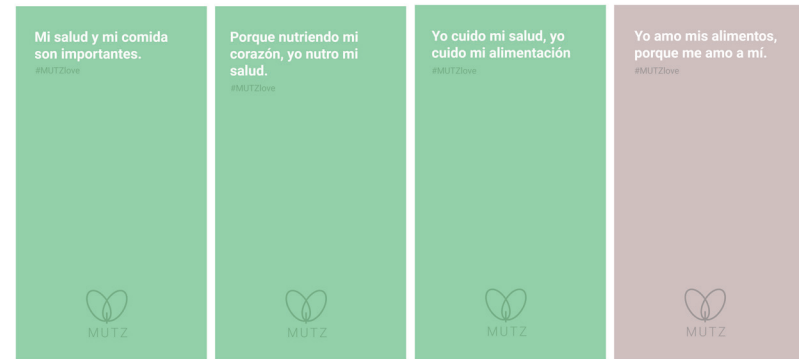 Mi salud y mi comida
son importantes.
#MUTZlove
MUTZ
Porque nutriendo mi
corazón, yo nutro mi
salud.
#MUTZlove
MUTZ
Yo cuido mi salud, yo
cuido mi alimentación
#MUTZlove
MUTZ
Yo amo mis alimentos,
porque me amo a mí.
#MUTZlove
MUTZ